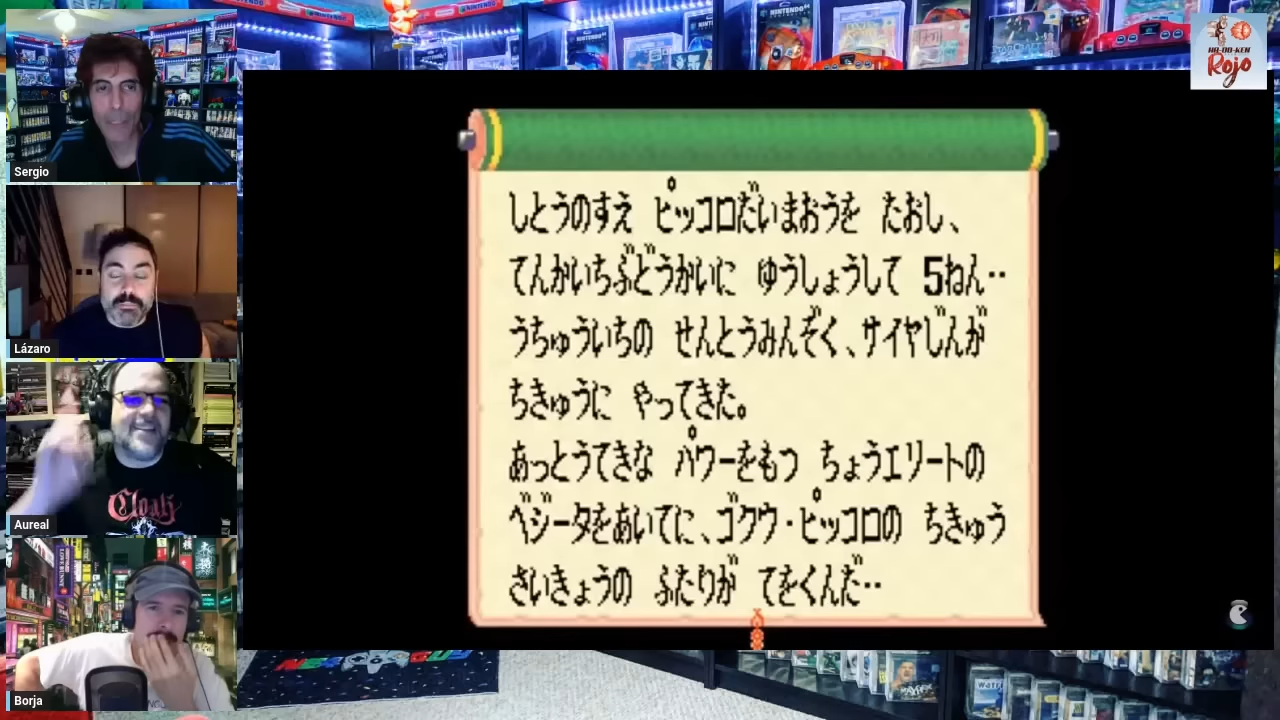 Sergio
Lázaro
Aureal
Borja
HA-DO-KEN
Rojo
しとうのすえ ピッコロだいまおうを たおし、
てんかいちぶどうかいに ゆうしょうして 5ねん‥
うちゅういちの せんとうみんぞく、サイヤじんが
ちきゅうに やってきた。
あっとうてきな パワーをもつ ちょうエリートの
ベジータをあいてに、ゴクウ・ピッコロの ちきゅう
さいきょうの ふたりが てをくんだ‥